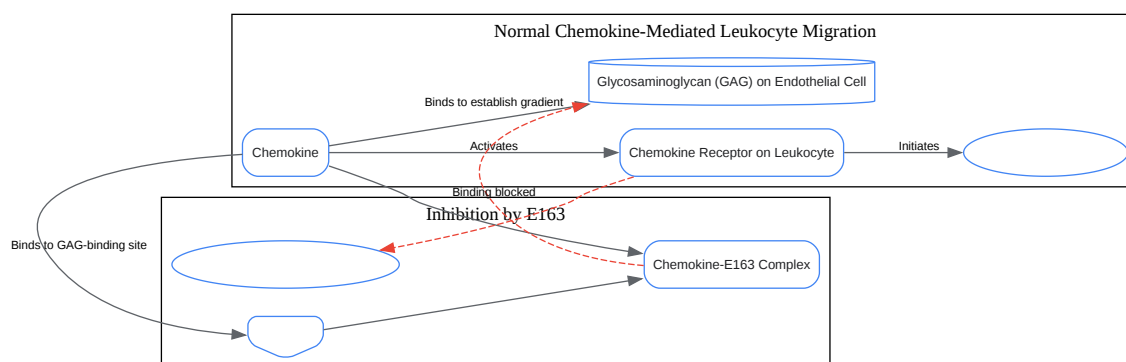 Normal Chemokine-Mediated Leukocyte Migration
Glycosaminoglycan (GAG) on Endothelial Cell
Binds to establish gradient
Chemokine
Activates
Chemokine Receptor on Leukocyte
Initiates
Binding blocked
Inhibition by E163
Binds to GAG-binding site
Chemokine-E163 Complex